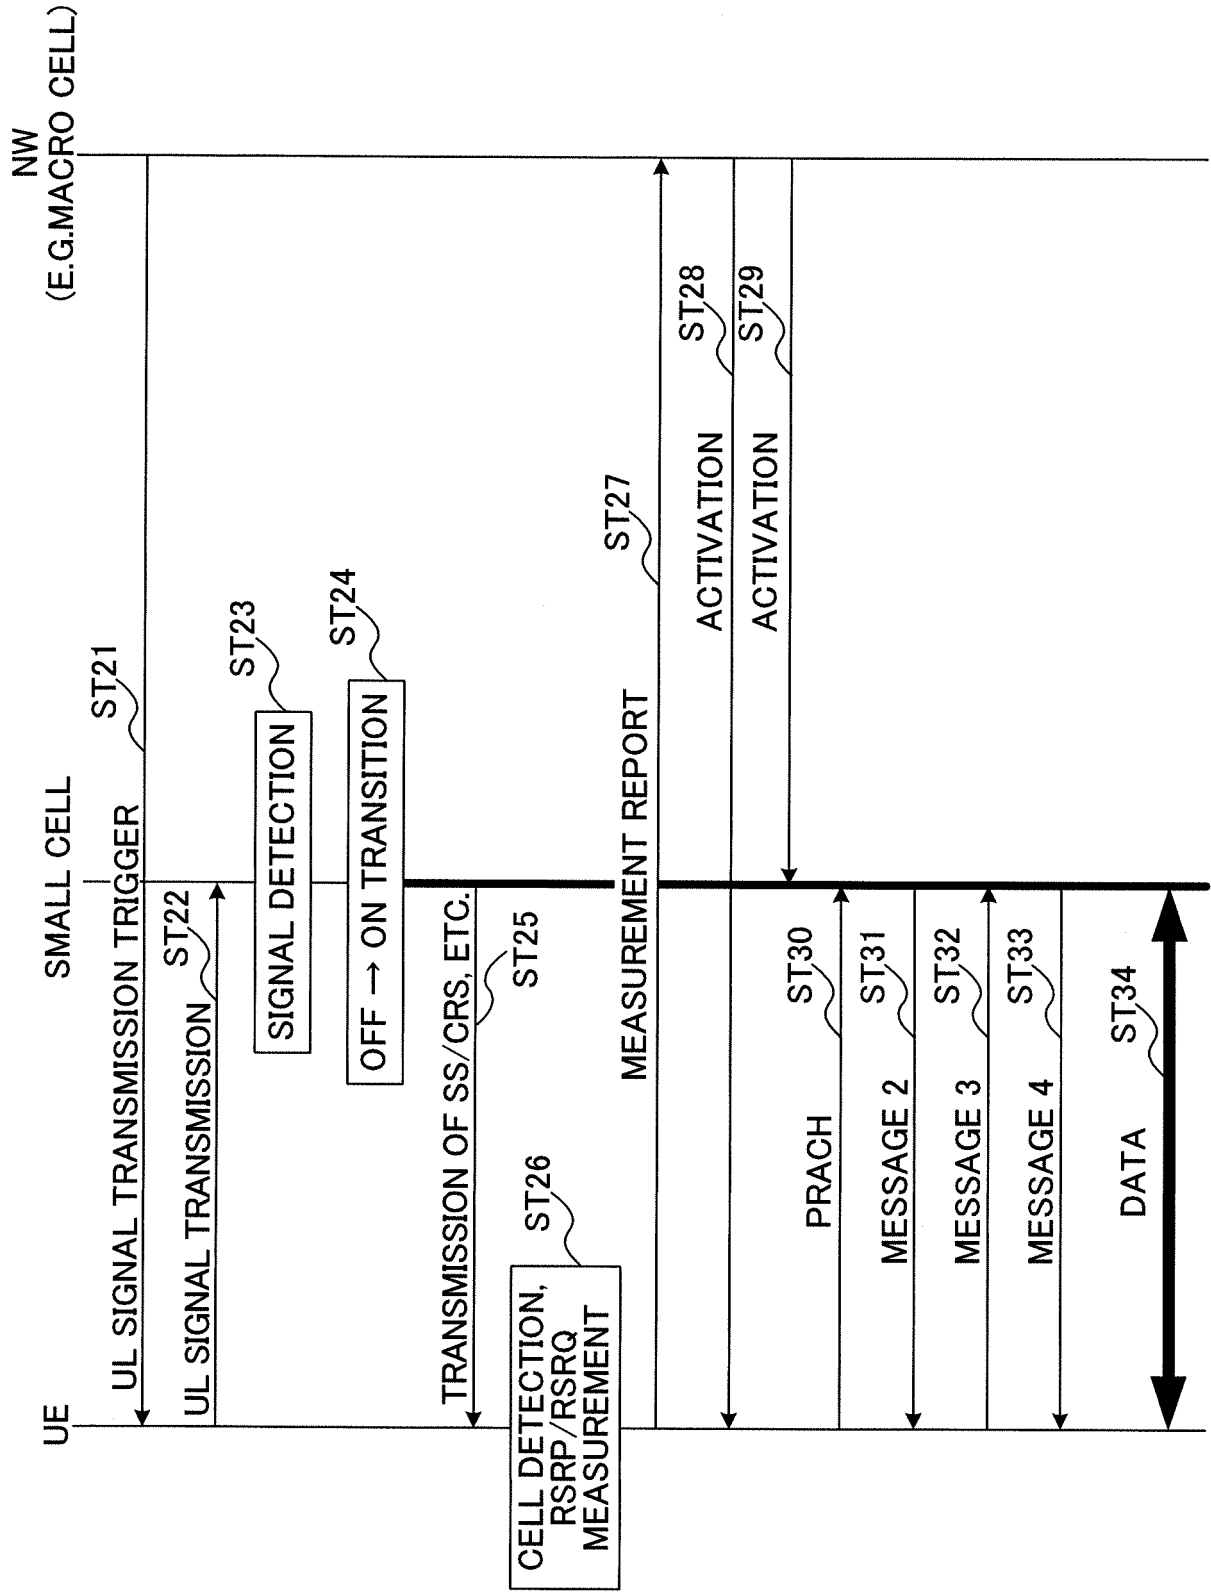 UE
SMALL CELL
NW
(E.G.MACRO CELL)
UL SIGNAL TRANSMISSION TRIGGER
ST21
UL SIGNAL TRANSMISSION
ST22
SIGNAL DETECTION
ST23
OFF → ON TRANSITION
ST24
TRANSMISSION OF SS/CRS, ETC.
ST25
CELL DETECTION,
RSRP/RSRQ
MEASUREMENT
ST26
MEASUREMENT REPORT
ST27
ACTIVATION
ST28
ACTIVATION
ST29
PRACH
ST30
MESSAGE 2
ST31
MESSAGE 3
ST32
MESSAGE 4
ST33
DATA
ST34